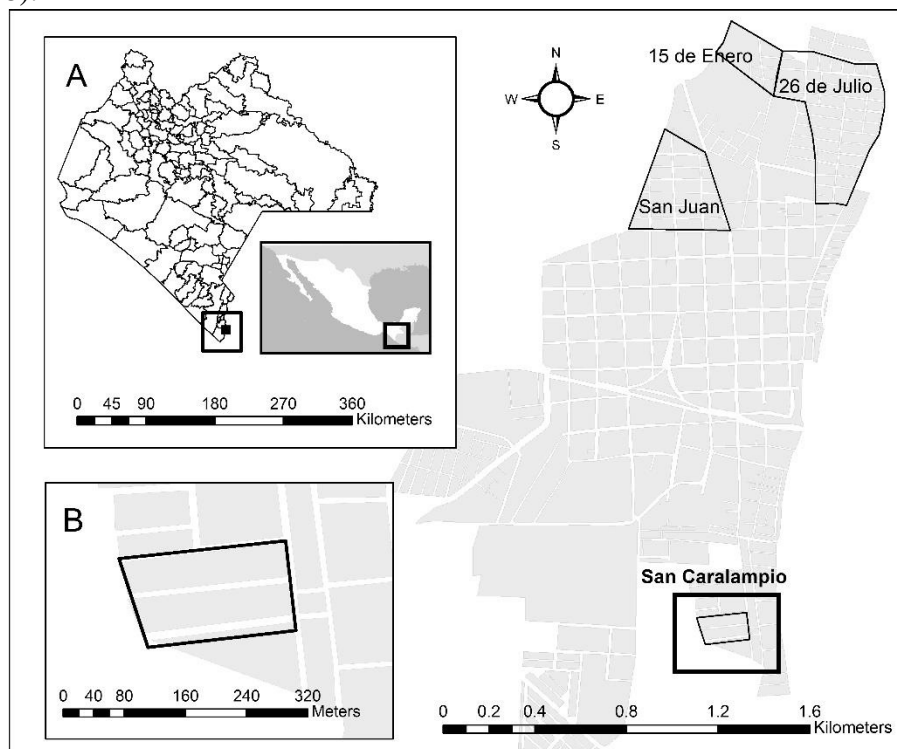 A
15 de Enero
26 de Julio
N
W E
S
San Juan
0 45 90 180 270 360
Kilometers
B
San Caralampio
0 40 80 160 240 320
Meters
0 0.2 0.4 0.8 1.2 1.6
Kilometers